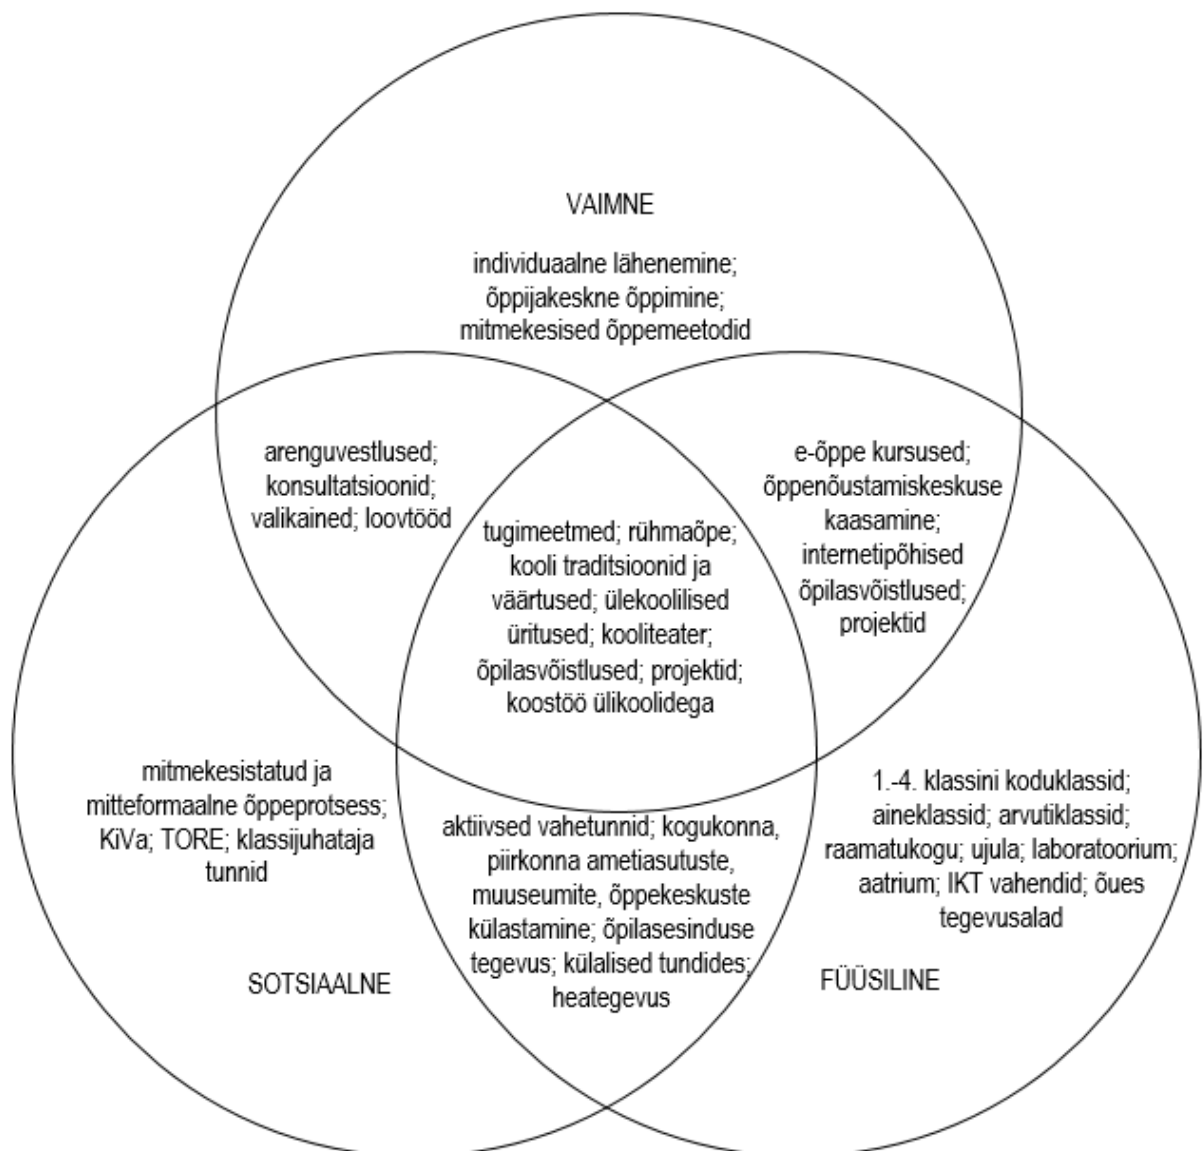 VAIMNE
individuaalne lähenemine;
õppijakeskne õppimine;
mitmekesised õppemeetodid
arenguvestlused;
konsultatsioonid;
valikained; loovtööd
e-õppe kursused;
õppenõustamiskeskuse
kaasamine;
internetipõhised
õpilasvõistlused;
projektid
tugimeetmed; rühmaõpe;
kooli traditsioonid ja
väärtused; ülekoolilised
üritused; kooliteater;
õpilasvõistlused; projektid;
koostöö ülikoolidega
mitmekesistatud ja
mitteformaalne õppeprotsess;
KiVa; TORE; klassijuhataja
tunnid
SOTSIAALNE
aktiivsed vahetunnid; kogukonna,
piirkonna ametiasutuste,
muuseumite, õppekeskuste
külastamine; õpilasesinduse
tegevus; külalised tundides;
heategevus
1.-4. klassini koduklassid;
aineklassid; arvutiklassid;
raamatukogu; ujula; laboratoorium;
aatrium; IKT vahendid; õues
tegevusalad
FÜÜSILINE